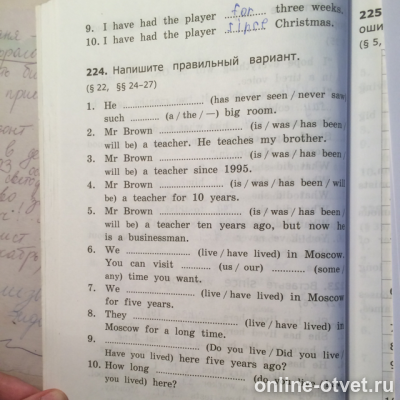 9. I have had the player ........ for ........ three weeks.
10. I have had the player ........ since ........ Christmas.
224. Напишите правильный вариант.
(§ 22, §§ 24–27)
1. He ........................ (has never seen / never saw)
such .......... (a / the / —) big room.
2. Mr Brown ........................ (is / was / has been /
will be) a teacher. He teaches my brother.
3. Mr Brown ........................ (is / was / has been /
will be) a teacher since 1995.
4. Mr Brown ........................ (is / was / has been / will
be) a teacher for 10 years.
5. Mr Brown ........................ (is / was / has been /
will be) a teacher ten years ago, but now he
is a businessman.
6. We ................ (live / have lived) in Moscow.
You can visit ............ (us / our) ............ (some /
any) time you want.
7. We ................ (live / have lived) in Moscow
for five years.
8. They ................ (live / have lived) in
Moscow for a long time.
9. ........................ (Do you live / Did you live /
Have you lived) here five years ago?
10. How long ........................ (do
you lived) here?
225
(§ 5,
online-otvet.ru